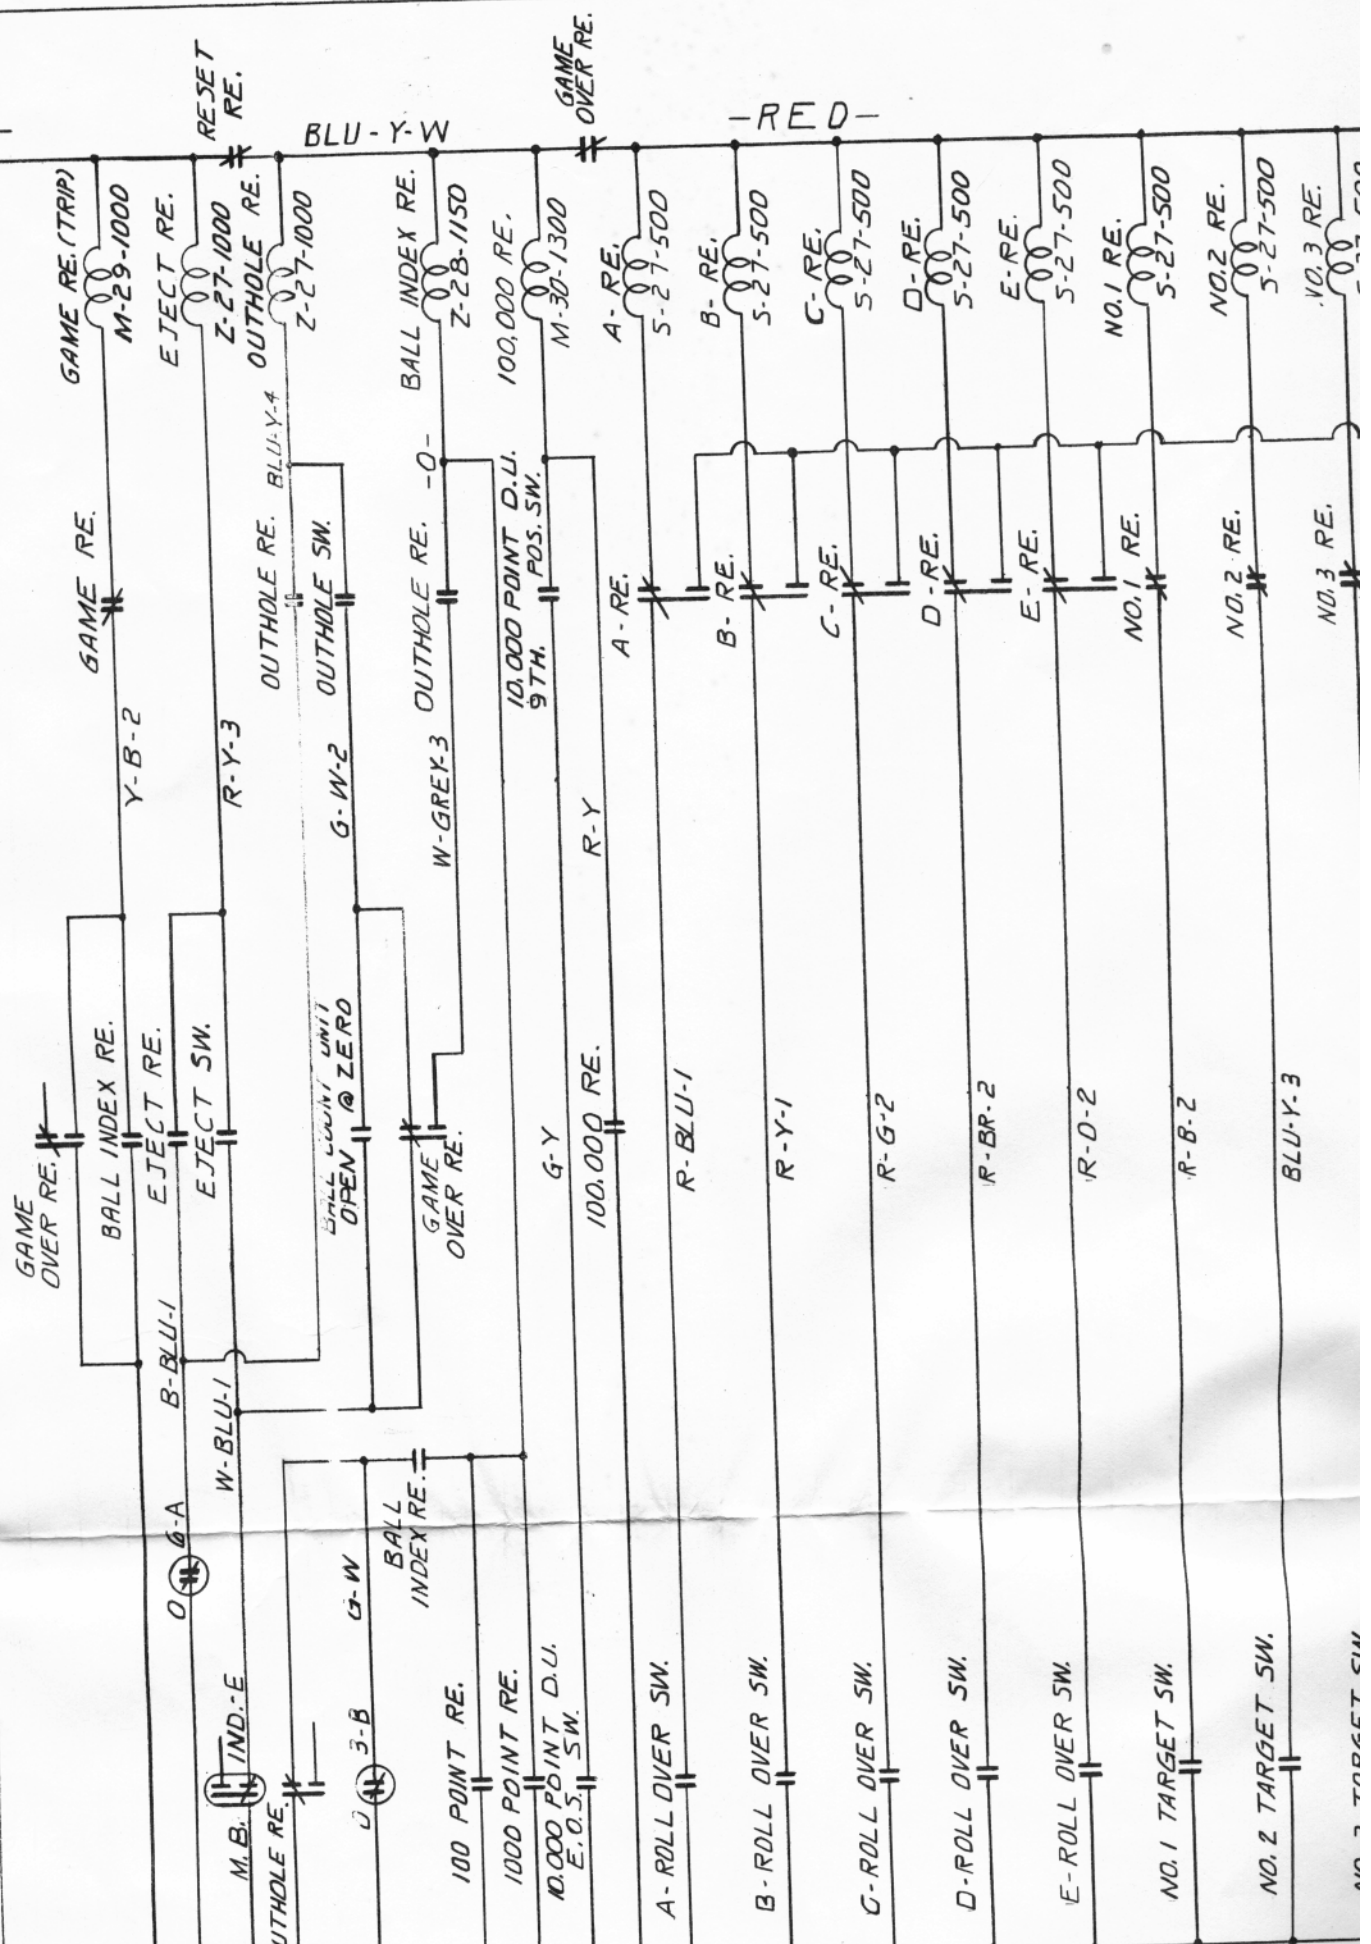 RESET
RE.
GAME
OVER RE.
BLU-Y-W
-RED-
GAME RE.(TRIP)
M-29-1000
EJECT RE.
Z-27-1000
OUTHOLE RE.
Z-27-1000
BALL INDEX RE.
Z-28-1150
100,000 RE.
M-30-1300
A-RE.
S-27-500
B-RE.
S-27-500
C-RE.
S-27-500
D-RE.
S-27-500
E-RE.
S-27-500
NO.1 RE.
S-27-500
NO.2 RE.
S-27-500
NO.3 RE.
GAME RE.
BLU-Y-4
OUTHOLE RE.
OUTHOLE SW.
-O-
OUTHOLE RE.
10,000 POINT D.U.
9TH. POS. SW.
A-RE.
B-RE.
C-RE.
D-RE.
E-RE.
NO.1 RE.
NO.2 RE.
NO.3 RE.
Y-B-2
R-Y-3
G-W-2
W-GREY-3
R-Y
GAME
OVER RE.
BALL INDEX RE.
EJECT RE.
EJECT SW.
BALL COUNT UNIT
OPEN @ ZERO
GAME
OVER RE.
G-Y
100,000 RE.
R-BLU-1
R-Y-1
R-G-2
R-BR-2
R-O-2
R-B-2
BLU-Y-3
B-BLU-1
W-BLU-1
O
G-A
G-W
BALL
INDEX RE.
M.B.
IND.-E
OUTHOLE RE.
3-B
100 POINT RE.
1000 POINT RE.
10,000 POINT D.U.
E.O.S. SW.
A-ROLL OVER SW.
B-ROLL OVER SW.
C-ROLL OVER SW.
D-ROLL OVER SW.
E-ROLL OVER SW.
NO.1 TARGET SW.
NO.2 TARGET SW.